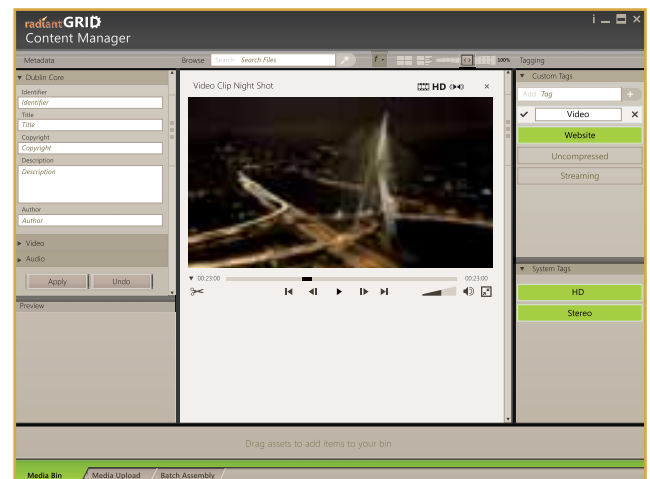 radiantGRID
Content Manager
i
Metadata
Browse
Search Search Files
f
100%
Tagging
Dublin Core
Identifier
Identifier
Title
Title
Copyright
Copyright
Description
Description
Author
Author
Video
Audio
Apply
Undo
Preview
Video Clip Night Shot
HD
00:23:00
00:23:00
Custom Tags
Add Tag
Video
Website
Uncompressed
Streaming
System Tags
HD
Stereo
Drag assets to add items to your bin
Media Bin
Media Upload
Batch Assembly